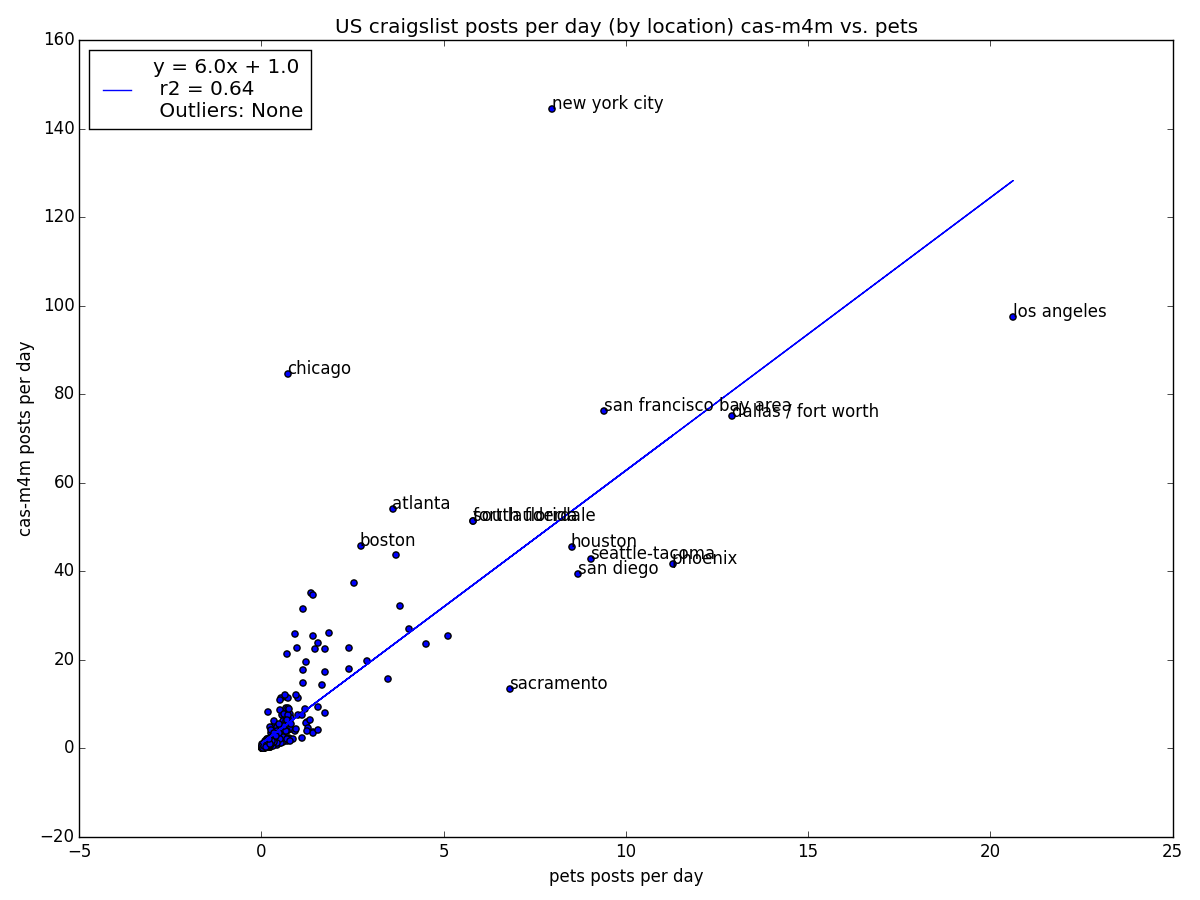 US craigslist posts per day (by location) cas-m4m vs. pets
y = 6.0x + 1.0
r2 = 0.64
Outliers: None
160
140
120
100
80
60
40
20
0
−20
cas-m4m posts per day
new york city
los angeles
chicago
san francisco bay area
dallas / fort worth
atlanta
south florida
fort lauderdale
boston
houston
seattle-tacoma
phoenix
san diego
sacramento
−5
0
5
10
15
20
25
pets posts per day